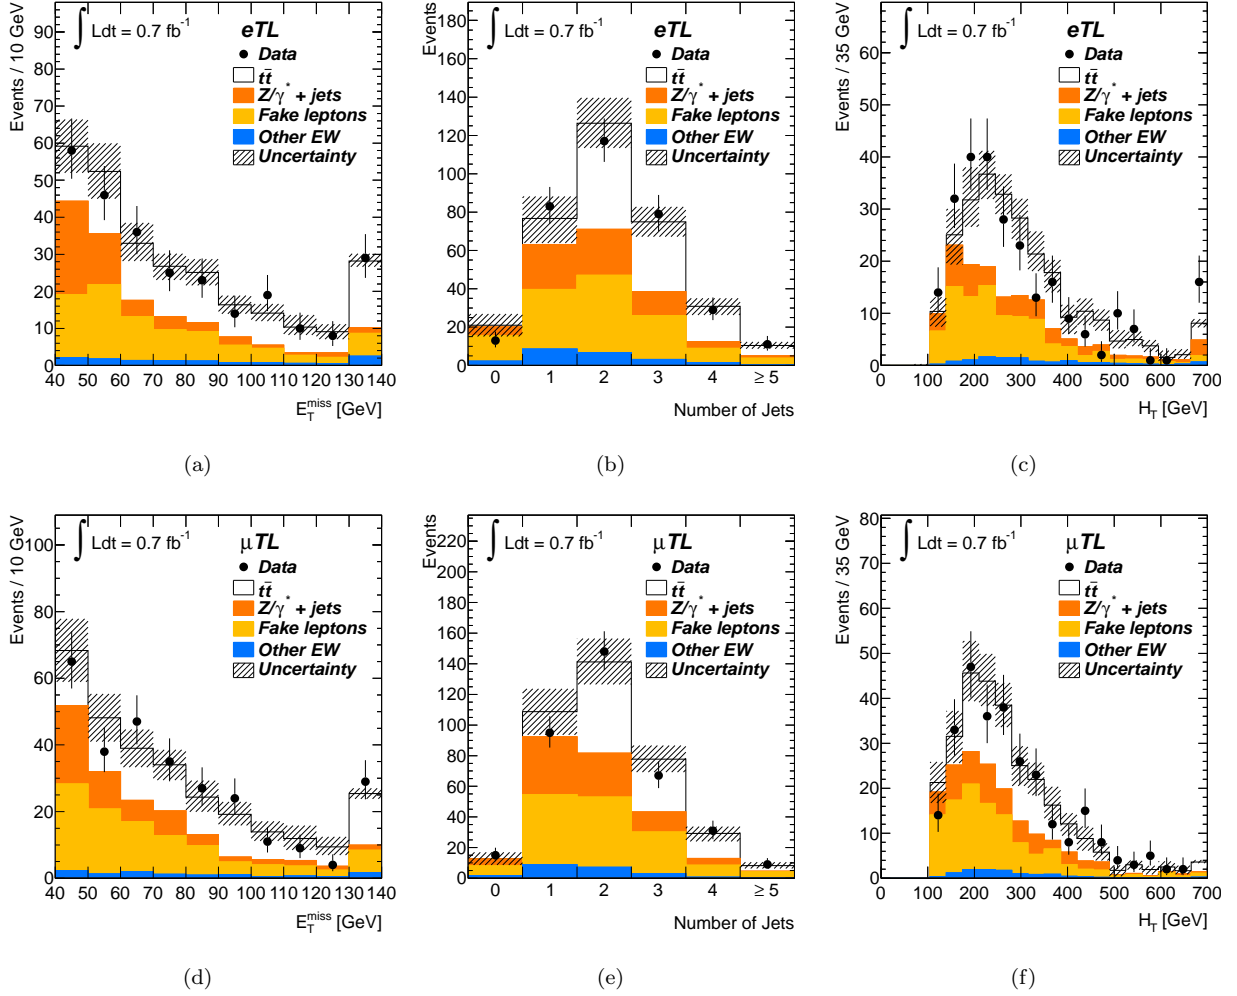 (a)
Events / 10 GeV
90
80
70
60
50
40
30
20
10
0
∫ Ldt = 0.7 fb⁻¹
eTL
Data
tt̄
Z/γ* + jets
Fake leptons
Other EW
Uncertainty
40 50 60 70 80 90 100 110 120 130 140
E_T^miss [GeV]
(b)
Events
180
160
140
120
100
80
60
40
20
0
∫ Ldt = 0.7 fb⁻¹
eTL
Data
tt̄
Z/γ* + jets
Fake leptons
Other EW
Uncertainty
0 1 2 3 4 ≥ 5
Number of Jets
(c)
Events / 35 GeV
60
50
40
30
20
10
0
∫ Ldt = 0.7 fb⁻¹
eTL
Data
tt̄
Z/γ* + jets
Fake leptons
Other EW
Uncertainty
0 100 200 300 400 500 600 700
H_T [GeV]
(d)
Events / 10 GeV
100
80
60
40
20
0
∫ Ldt = 0.7 fb⁻¹
μTL
Data
tt̄
Z/γ* + jets
Fake leptons
Other EW
Uncertainty
40 50 60 70 80 90 100 110 120 130 140
E_T^miss [GeV]
(e)
Events
220
200
180
160
140
120
100
80
60
40
20
0
∫ Ldt = 0.7 fb⁻¹
μTL
Data
tt̄
Z/γ* + jets
Fake leptons
Other EW
Uncertainty
0 1 2 3 4 ≥ 5
Number of Jets
(f)
Events / 35 GeV
80
70
60
50
40
30
20
10
0
∫ Ldt = 0.7 fb⁻¹
μTL
Data
tt̄
Z/γ* + jets
Fake leptons
Other EW
Uncertainty
0 100 200 300 400 500 600 700
H_T [GeV]